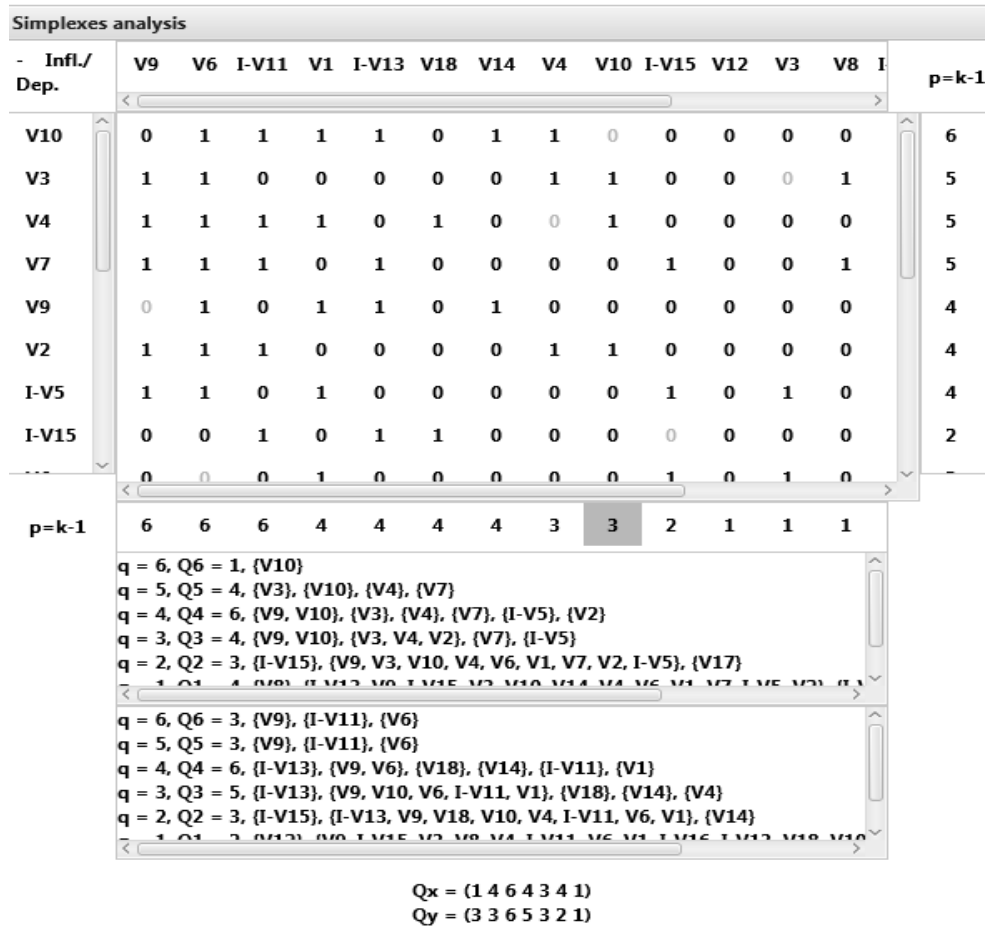 Simplexes analysis
- Infl./ Dep.
V9 V6 I-V11 V1 I-V13 V18 V14 V4 V10 I-V15 V12 V3 V8
p=k-1
V10 0 1 1 1 1 0 1 1 0 0 0 0 0 6
V3 1 1 0 0 0 0 0 1 1 0 0 0 1 5
V4 1 1 1 1 0 1 0 0 1 0 0 0 0 5
V7 1 1 1 0 1 0 0 0 0 1 0 0 1 5
V9 0 1 0 1 1 0 1 0 0 0 0 0 0 4
V2 1 1 1 0 0 0 0 1 1 0 0 0 0 4
I-V5 1 1 0 1 0 0 0 0 0 1 0 1 0 4
I-V15 0 0 1 0 1 1 0 0 0 0 0 0 0 2
0 0 0 1 0 0 0 0 0 1 0 1 0
p=k-1 6 6 6 4 4 4 4 3 3 2 1 1 1
q = 6, Q6 = 1, {V10}
q = 5, Q5 = 4, {V3}, {V10}, {V4}, {V7}
q = 4, Q4 = 6, {V9, V10}, {V3}, {V4}, {V7}, {I-V5}, {V2}
q = 3, Q3 = 4, {V9, V10}, {V3, V4, V2}, {V7}, {I-V5}
q = 2, Q2 = 3, {I-V15}, {V9, V3, V10, V4, V6, V1, V7, V2, I-V5}, {V17}
q = 6, Q6 = 3, {V9}, {I-V11}, {V6}
q = 5, Q5 = 3, {V9}, {I-V11}, {V6}
q = 4, Q4 = 6, {I-V13}, {V9, V6}, {V18}, {V14}, {I-V11}, {V1}
q = 3, Q3 = 5, {I-V13}, {V9, V10, V6, I-V11, V1}, {V18}, {V14}, {V4}
q = 2, Q2 = 3, {I-V15}, {I-V13, V9, V18, V10, V4, I-V11, V6, V1}, {V14}
Qx = (1 4 6 4 3 4 1)
Qy = (3 3 6 5 3 2 1)